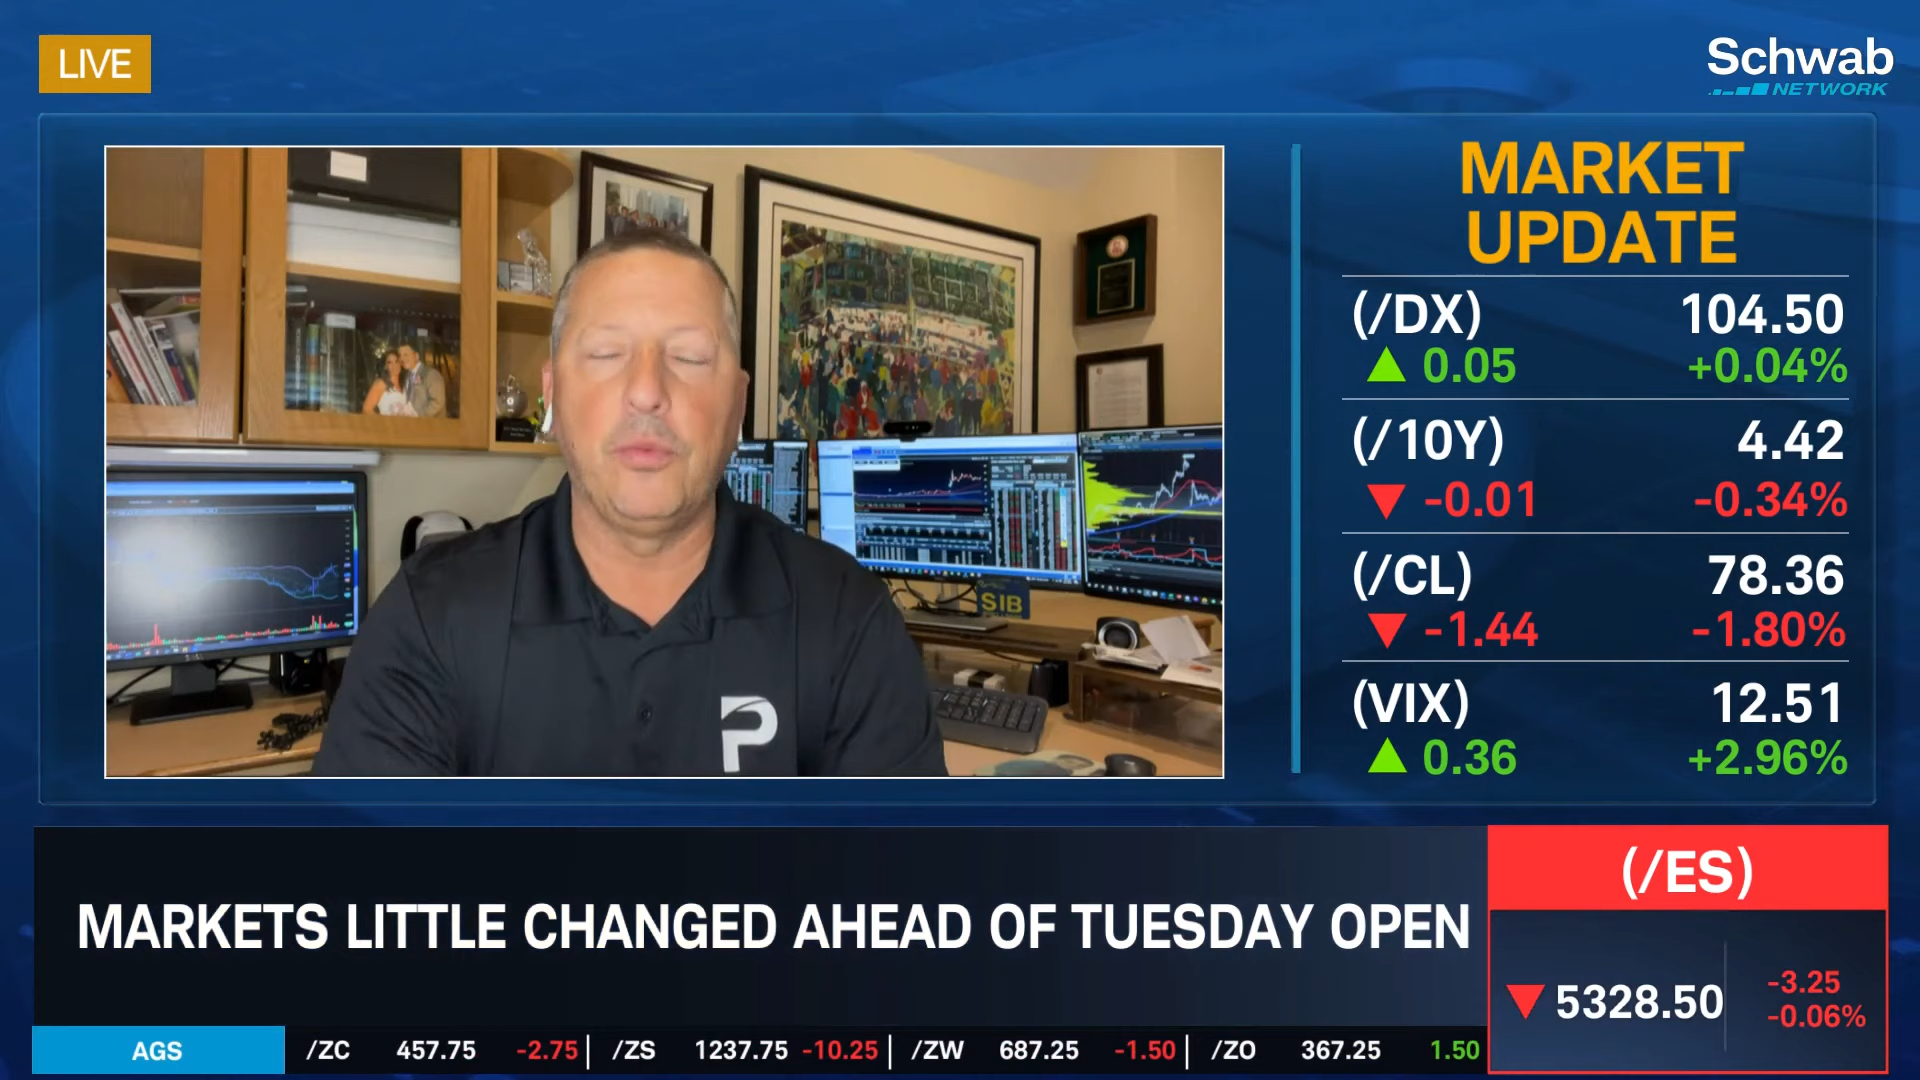 LIVE
Schwab
NETWORK
MARKET
UPDATE
(/DX) 104.50
▲ 0.05 +0.04%
(/10Y) 4.42
▼ -0.01 -0.34%
(/CL) 78.36
▼ -1.44 -1.80%
(VIX) 12.51
▲ 0.36 +2.96%
SIB
P
MARKETS LITTLE CHANGED AHEAD OF TUESDAY OPEN
(/ES)
▼ 5328.50 -3.25
-0.06%
AGS /ZC 457.75 -2.75 /ZS 1237.75 -10.25 /ZW 687.25 -1.50 /ZO 367.25 1.50